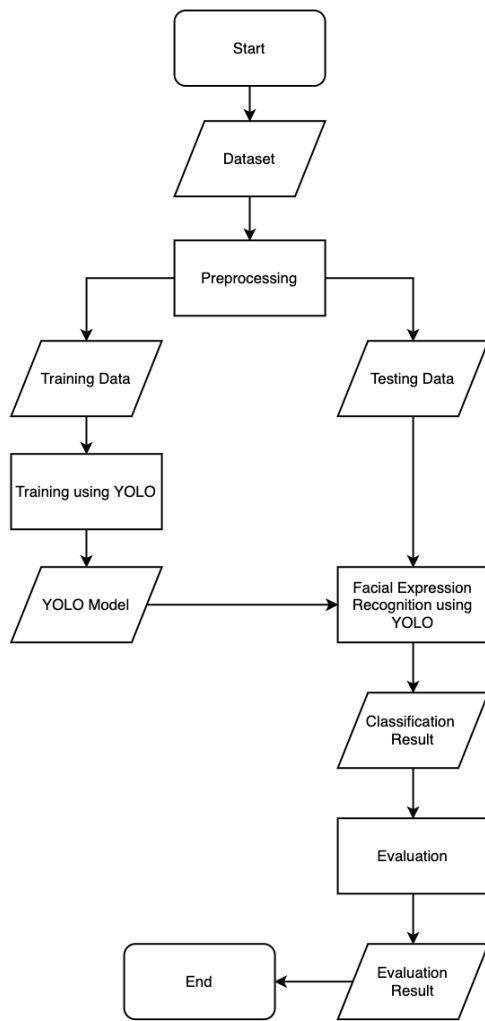 Start
Dataset
Preprocessing
Training Data
Testing Data
Training using YOLO
YOLO Model
Facial Expression
Recognition using
YOLO
Classification
Result
Evaluation
End
Evaluation
Result